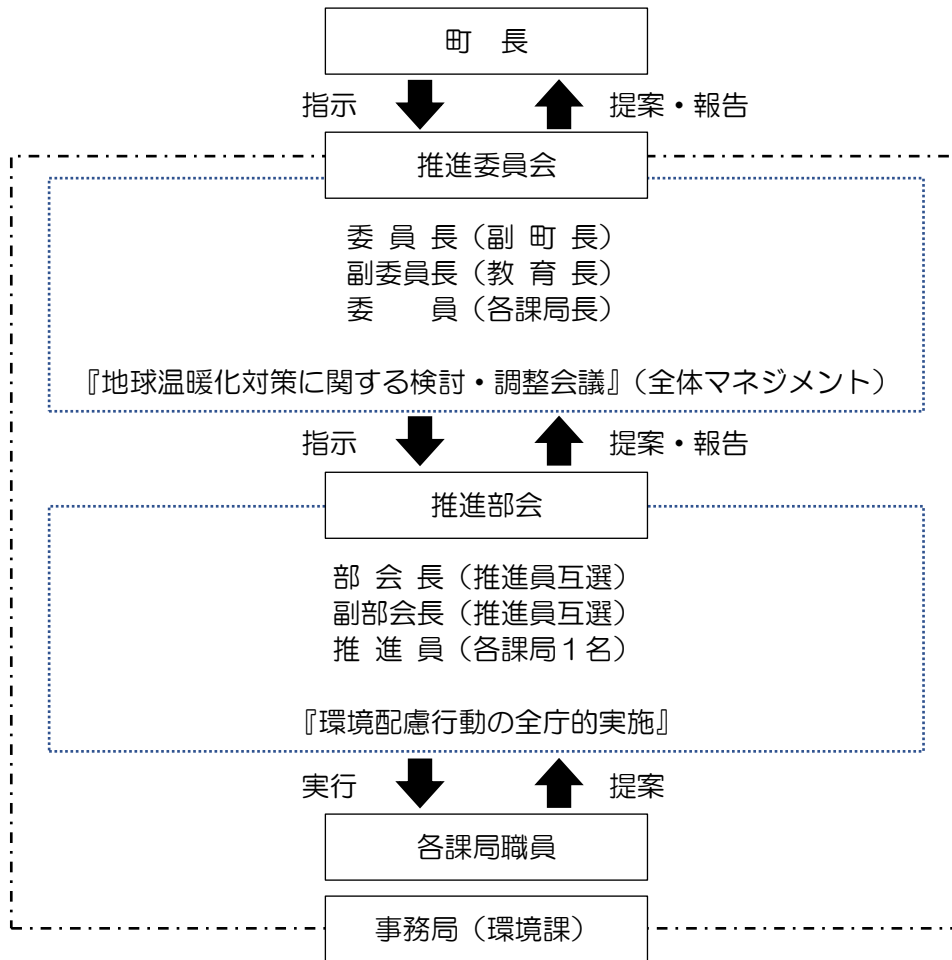 町　長
指示　提案・報告
推進委員会
委 員 長（副 町 長）
副委員長（教 育 長）
委　　員（各課局長）
『地球温暖化対策に関する検討・調整会議』（全体マネジメント）
指示　提案・報告
推進部会
部 会 長（推進員互選）
副部会長（推進員互選）
推 進 員（各課局１名）
『環境配慮行動の全庁的実施』
実行　提案
各課局職員
事務局（環境課）